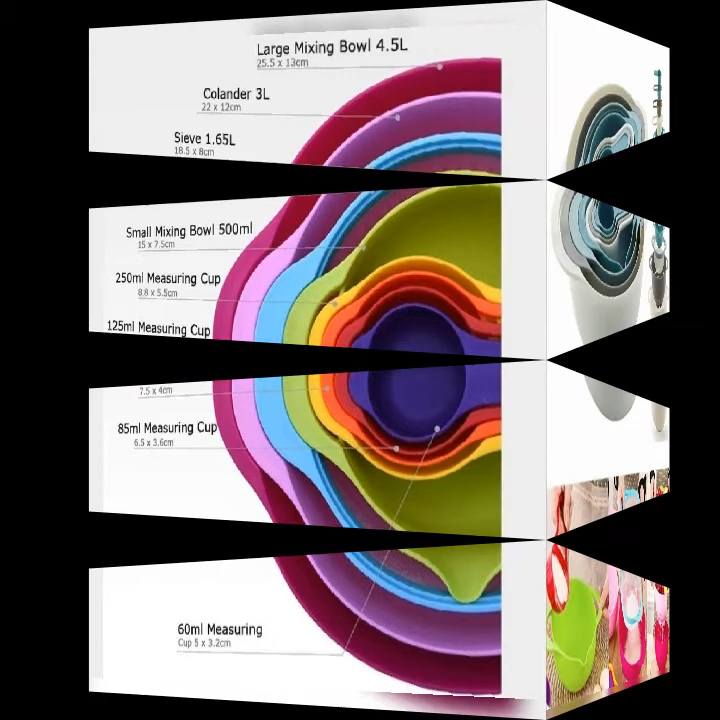 Large Mixing Bowl 4.5L
25.5 x 13cm
Colander 3L
22 x 12cm
Sieve 1.65L
18.5 x 8cm
Small Mixing Bowl 500ml
15 x 7.5cm
250ml Measuring Cup
8.8 x 5.5cm
125ml Measuring Cup
7.5 x 4cm
85ml Measuring Cup
6.5 x 3.6cm
60ml Measuring
Cup 5 x 3.2cm